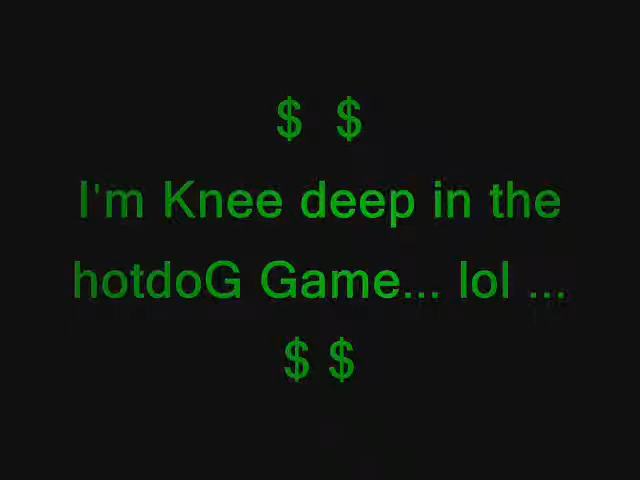 $ $
I'm Knee deep in the
hotdoG Game... lol ...
$ $